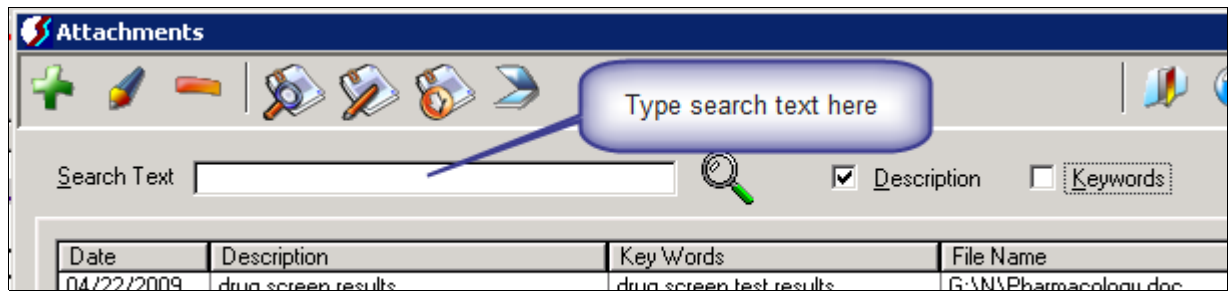 Attachments
Type search text here
Search Text
Description
Keywords
Date Description Key Words File Name
04/22/2009 drug screen results drug screen test results G:\N\Pharmacology.doc